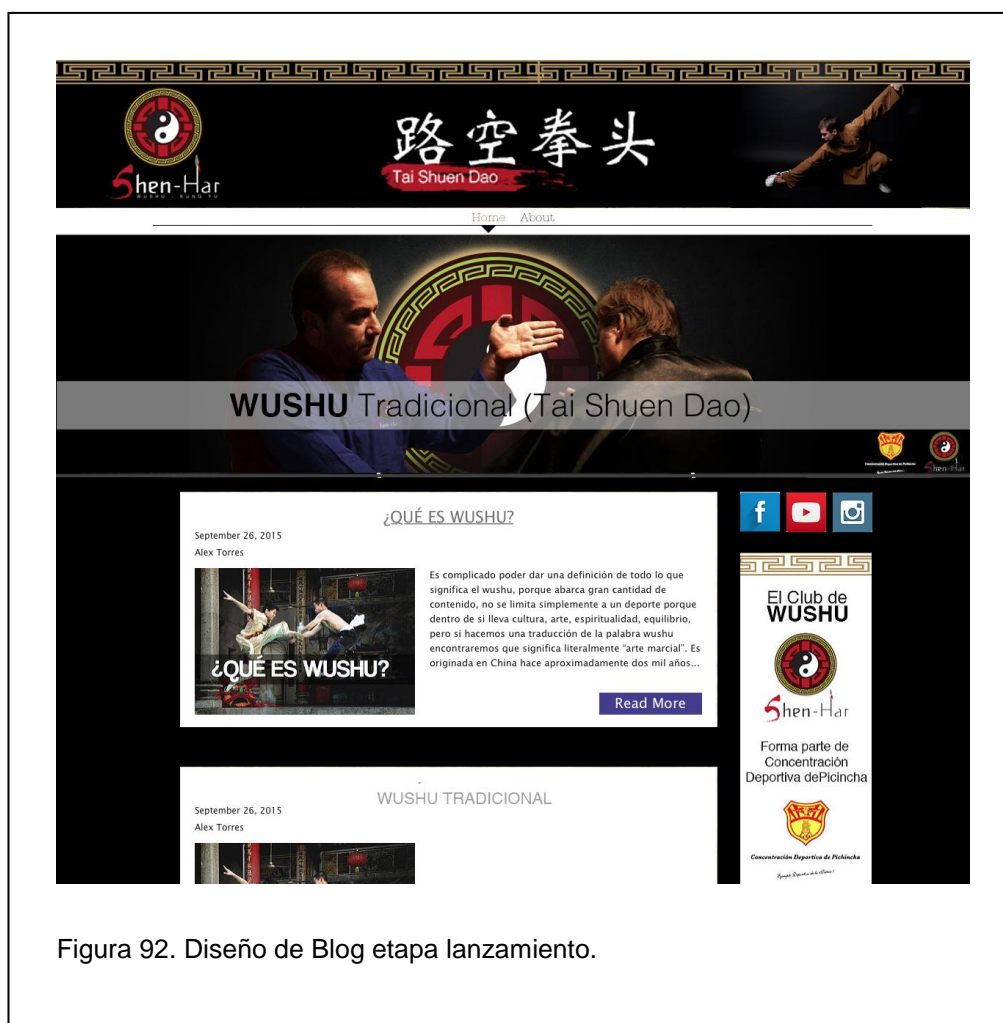 路空拳头
Tai Shuen Dao
Shen-Har
WUSHU - KUNG FU
Home About
WUSHU Tradicional (Tai Shuen Dao)
Concentración Deportiva de Pichincha
Shen-Har
¿QUÉ ES WUSHU?
September 26, 2015
Alex Torres
¿QUÉ ES WUSHU?
Es complicado poder dar una definición de todo lo que
significa el wushu, porque abarca gran cantidad de
contenido, no se limita simplemente a un deporte porque
dentro de si lleva cultura, arte, espiritualidad, equilibrio,
pero si hacemos una traducción de la palabra wushu
encontraremos que significa literalmente “arte marcial”. Es
originada en China hace aproximadamente dos mil años...
Read More
WUSHU TRADICIONAL
September 26, 2015
Alex Torres
El Club de
WUSHU
Shen-Har
Forma parte de
Concentración
Deportiva dePicincha
Concentración Deportiva de Pichincha
Figura 92. Diseño de Blog etapa lanzamiento.